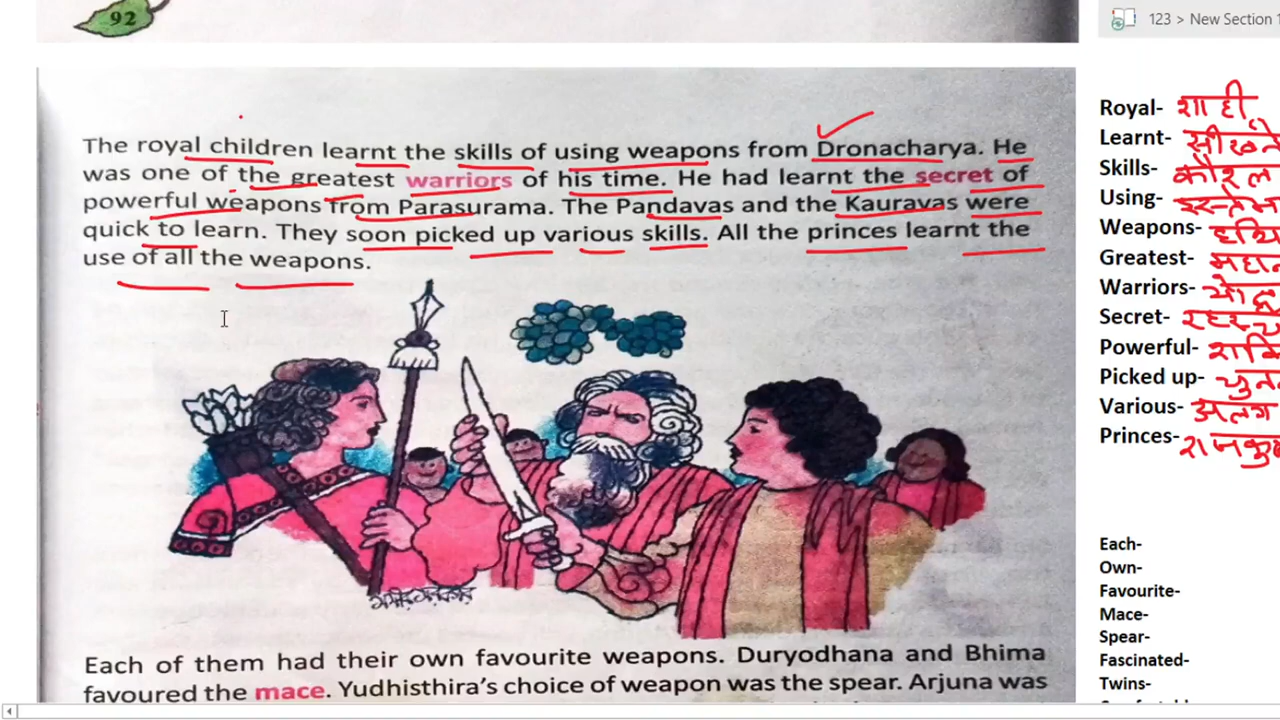 92
123 > New Section 1
The royal children learnt the skills of using weapons from Dronacharya. He
was one of the greatest warriors of his time. He had learnt the secret of
powerful weapons from Parasurama. The Pandavas and the Kauravas were
quick to learn. They soon picked up various skills. All the princes learnt the
use of all the weapons.
Each of them had their own favourite weapons. Duryodhana and Bhima
favoured the mace. Yudhisthira's choice of weapon was the spear. Arjuna was
Royal- शाही
Learnt- सीखने
Skills- कौशल
Using-
Weapons-
Greatest- महान
Warriors-
Secret-
Powerful-
Picked up-
Various- अलग
Princes-
Each-
Own-
Favourite-
Mace-
Spear-
Fascinated-
Twins-